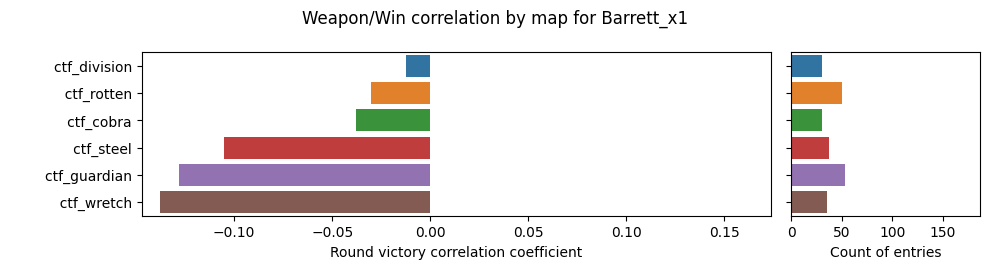 Weapon/Win correlation by map for Barrett_x1
ctf_division
ctf_rotten
ctf_cobra
ctf_steel
ctf_guardian
ctf_wretch
−0.10 −0.05 0.00 0.05 0.10 0.15
Round victory correlation coefficient
0 50 100 150
Count of entries